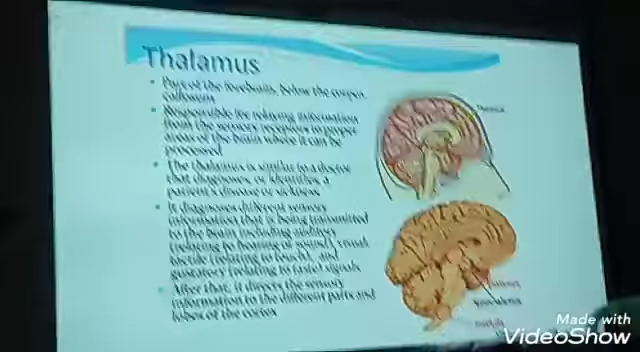 Thalamus
• Part of the forebrain, below the corpus
callosum
• Responsible for relaying information
from the sensory receptors to proper
areas of the brain where it can be
processed
• The thalamus is similar to a doctor
that diagnoses, or identifies, a
patient's disease or sickness
• It diagnoses different sensory
information that is being transmitted
to the brain including auditory
(relating to hearing or sound), visual,
tactile (relating to touch), and
gustatory (relating to taste) signals
• After that, it directs the sensory
information to the different parts and
lobes of the cortex
Made with
VideoShow